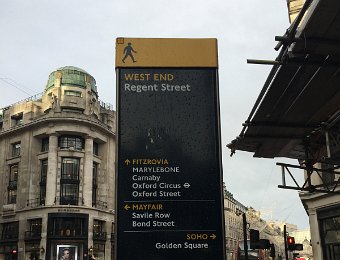 WEST END
Regent Street
FITZROVIA
MARYLEBONE
Carnaby
Oxford Circus
Oxford Street
MAYFAIR
Savile Row
Bond Street
SOHO
Golden Square